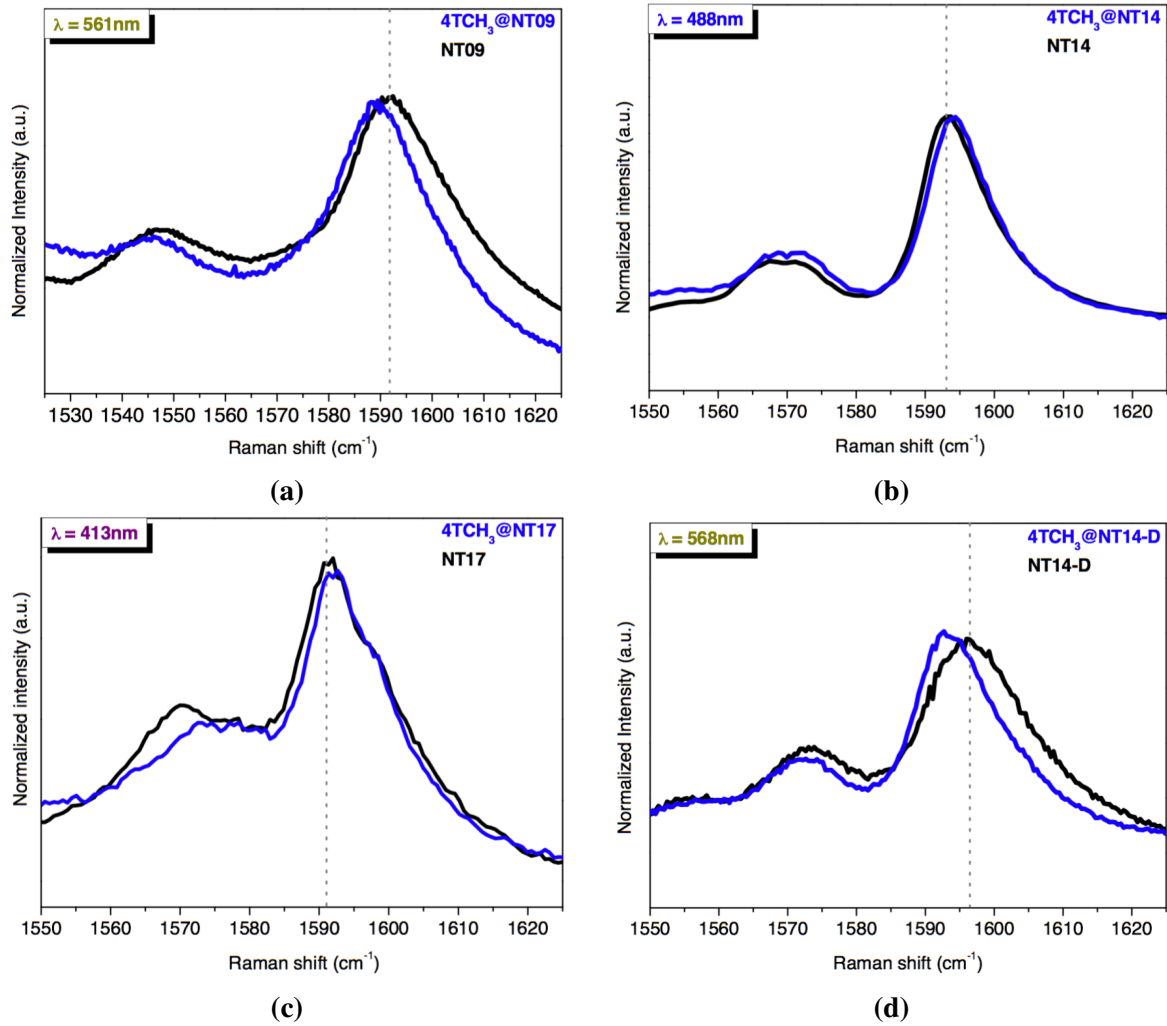 λ = 561nm
4TCH₃@NT09
NT09
Normalized Intensity (a.u.)
1530 1540 1550 1560 1570 1580 1590 1600 1610 1620
Raman shift (cm⁻¹)
(a)
λ = 488nm
4TCH₃@NT14
NT14
Normalized intensity (a.u.)
1550 1560 1570 1580 1590 1600 1610 1620
Raman shift (cm⁻¹)
(b)
λ = 413nm
4TCH₃@NT17
NT17
Normalized intensity (a.u.)
1550 1560 1570 1580 1590 1600 1610 1620
Raman shift (cm⁻¹)
(c)
λ = 568nm
4TCH₃@NT14-D
NT14-D
Normalized Intensity (a.u.)
1550 1560 1570 1580 1590 1600 1610 1620
Raman shift (cm⁻¹)
(d)